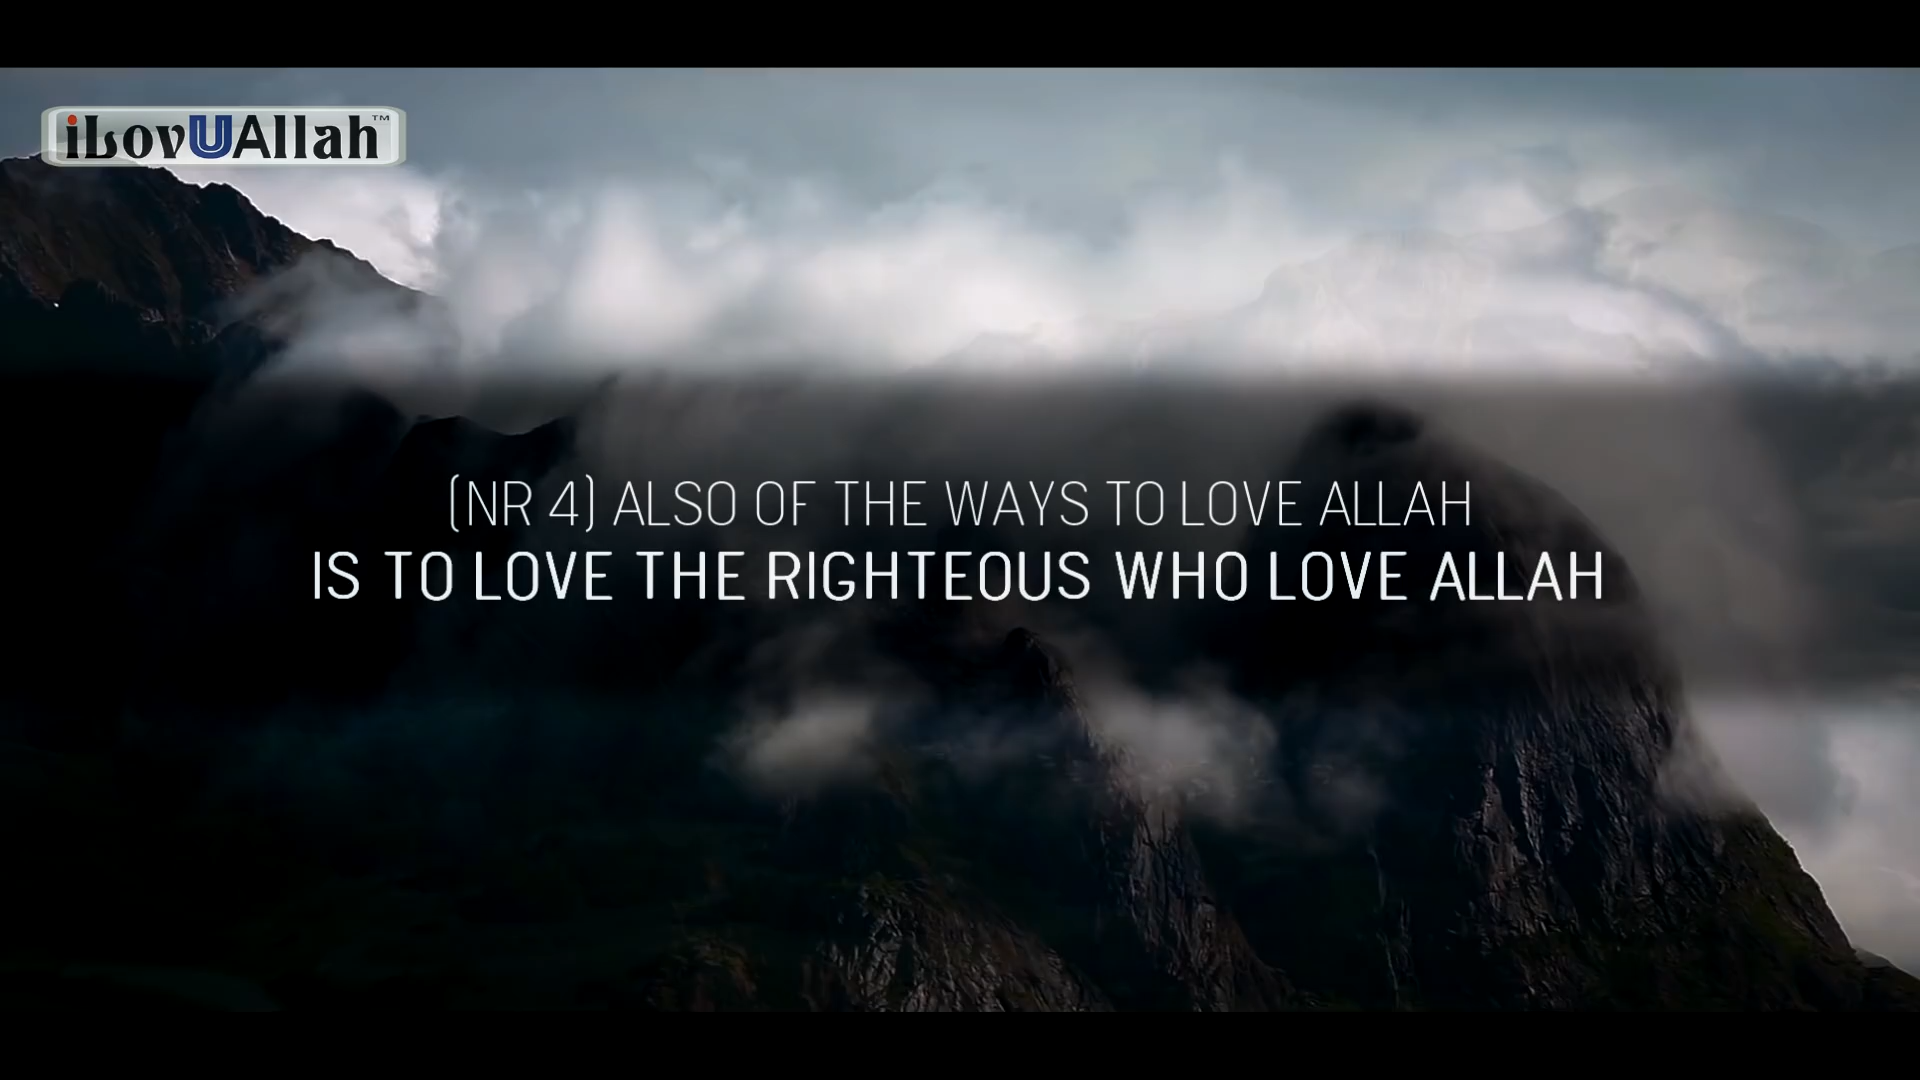 iLovUAllah™
(NR 4) ALSO OF THE WAYS TO LOVE ALLAH
IS TO LOVE THE RIGHTEOUS WHO LOVE ALLAH